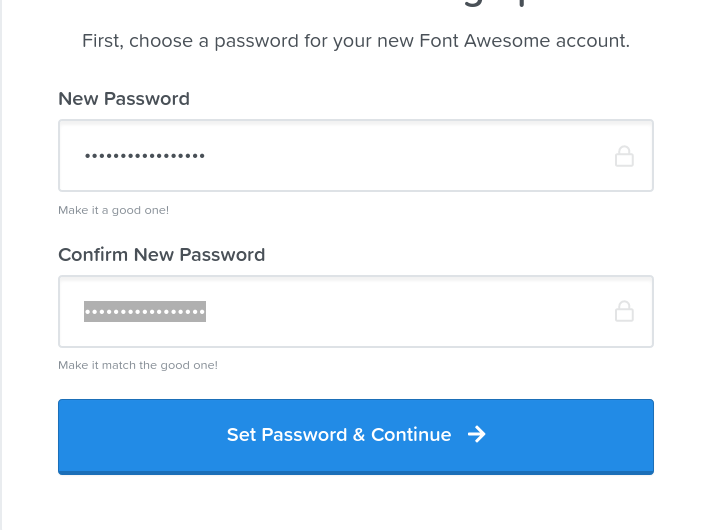 First, choose a password for your new Font Awesome account.
New Password
•••••••••••••••••
Make it a good one!
Confirm New Password
•••••••••••••••••
Make it match the good one!
Set Password & Continue →